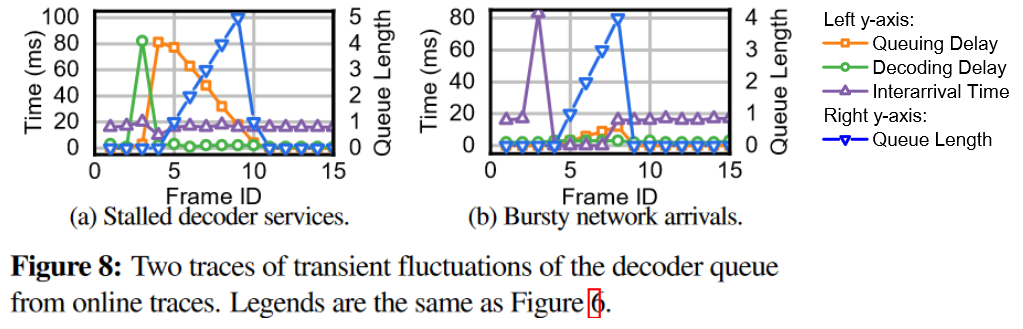 100
80
60
40
20
0
Time (ms)
5
4
3
2
1
0
Queue Length
0 5 10 15
Frame ID
(a) Stalled decoder services.
80
60
40
20
0
Time (ms)
4
3
2
1
0
Queue Length
0 5 10 15
Frame ID
(b) Bursty network arrivals.
Left y-axis:
Queuing Delay
Decoding Delay
Interarrival Time
Right y-axis:
Queue Length
Figure 8: Two traces of transient fluctuations of the decoder queue
from online traces. Legends are the same as Figure 6.